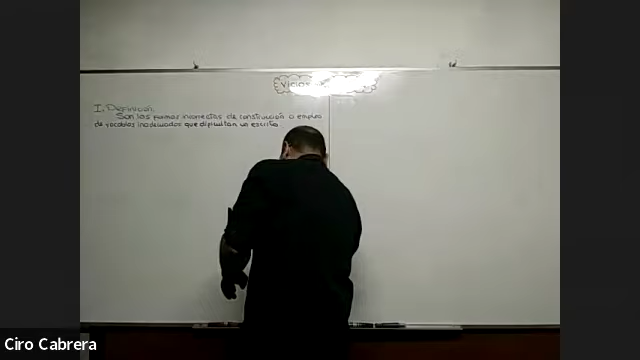 Vicios
I. Definición
Son las formas incorrectas de construcción o empleo
de vocablos inadecuados que dificultan un escrito.
Ciro Cabrera